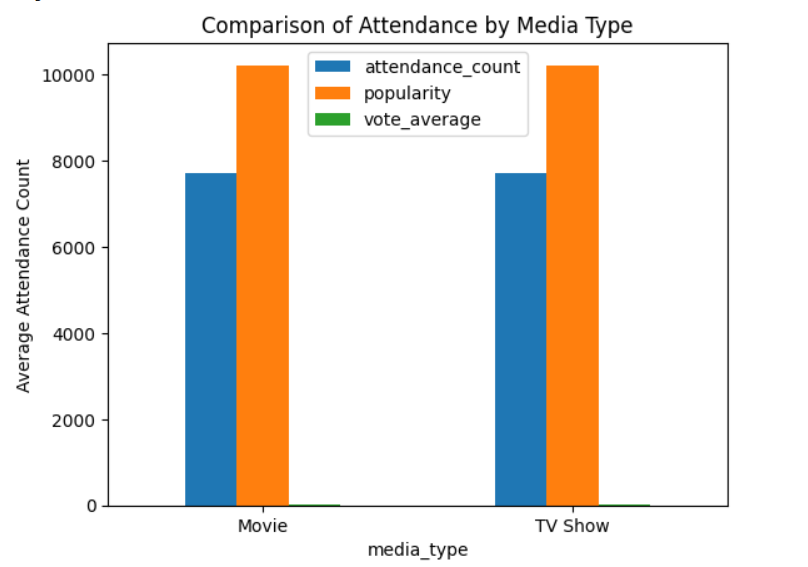 Comparison of Attendance by Media Type
attendance_count
popularity
vote_average
Average Attendance Count
10000
8000
6000
4000
2000
0
Movie
TV Show
media_type